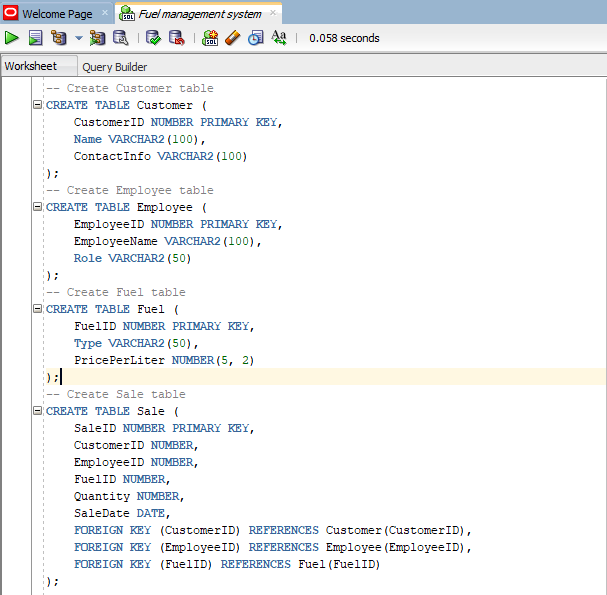 Welcome Page
Fuel management system
0.058 seconds
Worksheet
Query Builder
-- Create Customer table
CREATE TABLE Customer (
    CustomerID NUMBER PRIMARY KEY,
    Name VARCHAR2(100),
    ContactInfo VARCHAR2(100)
);
-- Create Employee table
CREATE TABLE Employee (
    EmployeeID NUMBER PRIMARY KEY,
    EmployeeName VARCHAR2(100),
    Role VARCHAR2(50)
);
-- Create Fuel table
CREATE TABLE Fuel (
    FuelID NUMBER PRIMARY KEY,
    Type VARCHAR2(50),
    PricePerLiter NUMBER(5, 2)
);
-- Create Sale table
CREATE TABLE Sale (
    SaleID NUMBER PRIMARY KEY,
    CustomerID NUMBER,
    EmployeeID NUMBER,
    FuelID NUMBER,
    Quantity NUMBER,
    SaleDate DATE,
    FOREIGN KEY (CustomerID) REFERENCES Customer(CustomerID),
    FOREIGN KEY (EmployeeID) REFERENCES Employee(EmployeeID),
    FOREIGN KEY (FuelID) REFERENCES Fuel(FuelID)
);